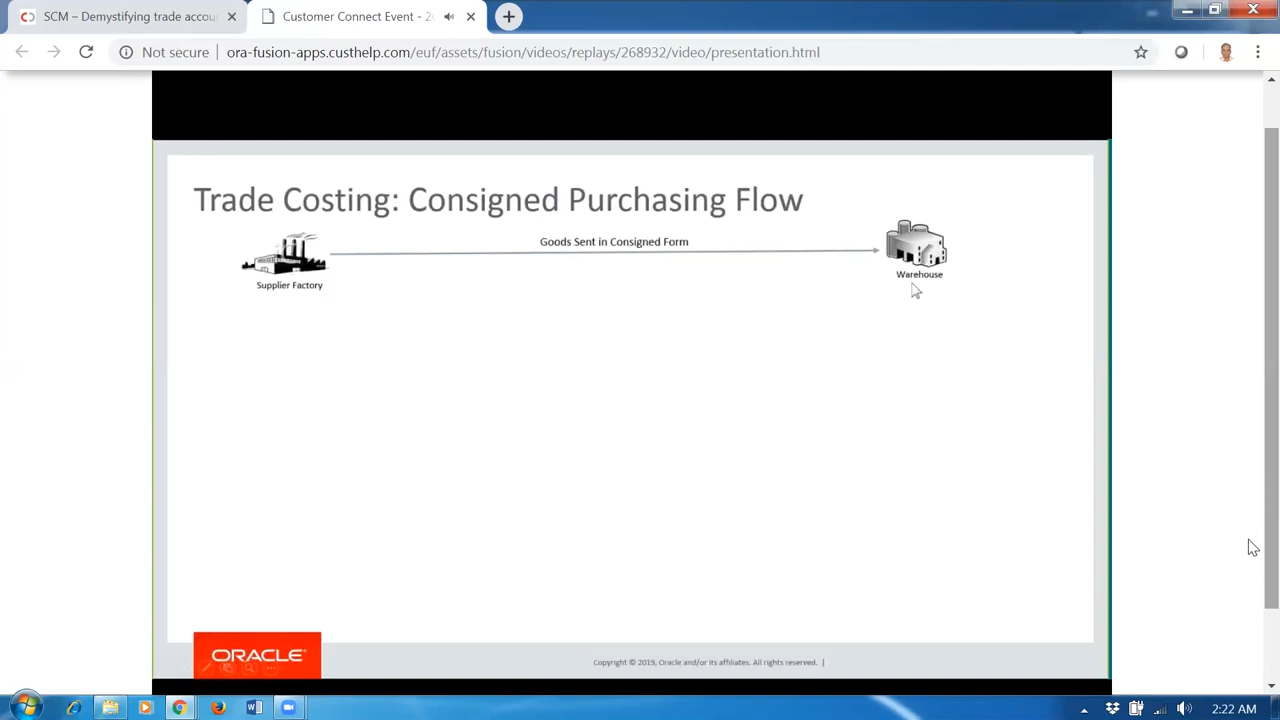 SCM – Demystifying trade accou
Customer Connect Event - 2
Not secure
ora-fusion-apps.custhelp.com/euf/assets/fusion/videos/replays/268932/video/presentation.html
Trade Costing: Consigned Purchasing Flow
Goods Sent in Consigned Form
Warehouse
Supplier Factory
ORACLE
Copyright © 2019, Oracle and/or its affiliates. All rights reserved. |
2:22 AM